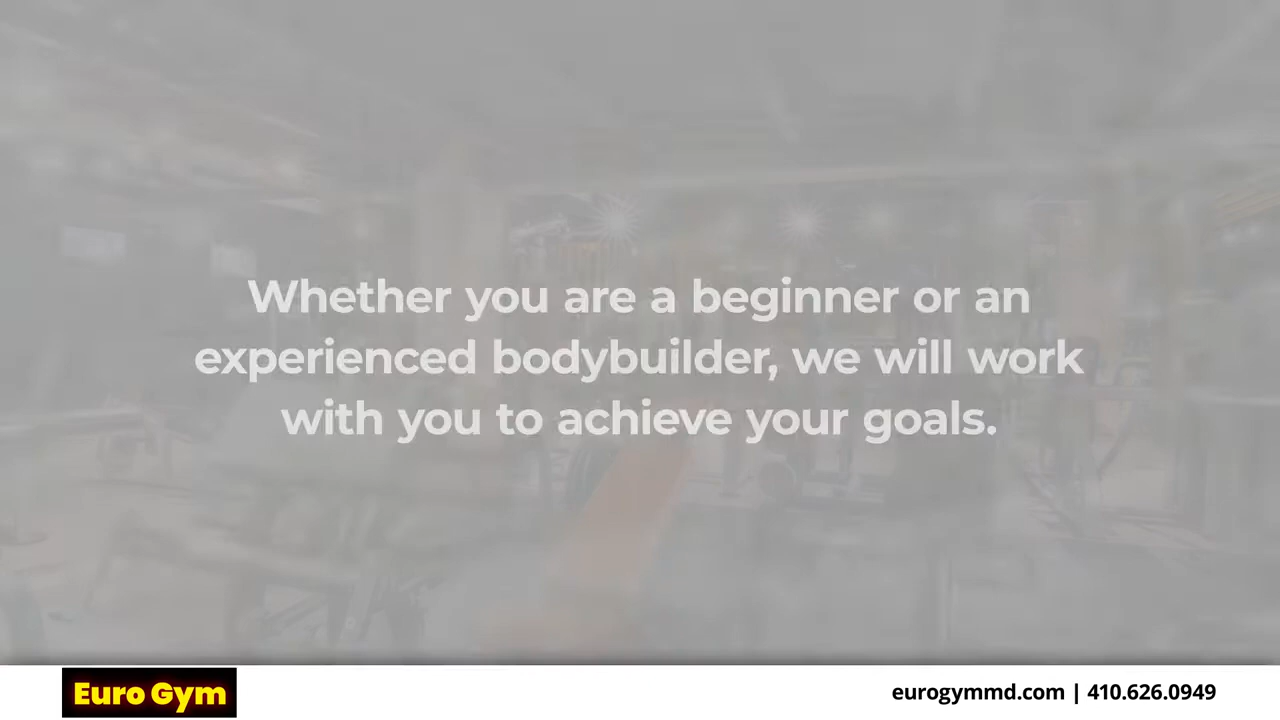 Whether you are a beginner or an
experienced bodybuilder, we will work
with you to achieve your goals.
Euro Gym
eurogymmd.com | 410.626.0949